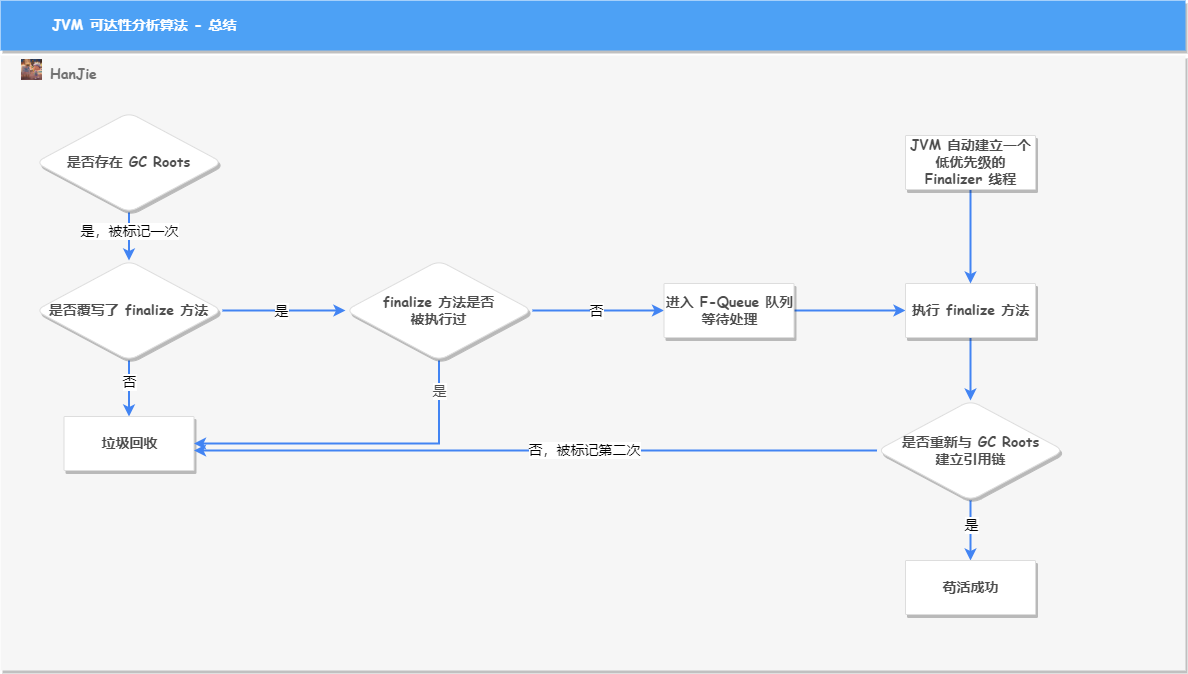 JVM 可达性分析算法 - 总结
HanJie
是否存在 GC Roots
是，被标记一次
是否覆写了 finalize 方法
是
finalize 方法是否
被执行过
否
进入 F-Queue 队列
等待处理
JVM 自动建立一个
低优先级的
Finalizer 线程
执行 finalize 方法
否
是
垃圾回收
否，被标记第二次
是否重新与 GC Roots
建立引用链
是
苟活成功